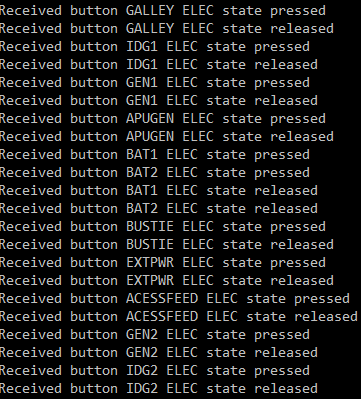 Received button GALLEY ELEC state pressed
Received button GALLEY ELEC state released
Received button IDG1 ELEC state pressed
Received button IDG1 ELEC state released
Received button GEN1 ELEC state pressed
Received button GEN1 ELEC state released
Received button APUGEN ELEC state pressed
Received button APUGEN ELEC state released
Received button BAT1 ELEC state pressed
Received button BAT2 ELEC state pressed
Received button BAT1 ELEC state released
Received button BAT2 ELEC state released
Received button BUSTIE ELEC state pressed
Received button BUSTIE ELEC state released
Received button EXTPWR ELEC state pressed
Received button EXTPWR ELEC state released
Received button ACESSFEED ELEC state pressed
Received button ACESSFEED ELEC state released
Received button GEN2 ELEC state pressed
Received button GEN2 ELEC state released
Received button IDG2 ELEC state pressed
Received button IDG2 ELEC state released